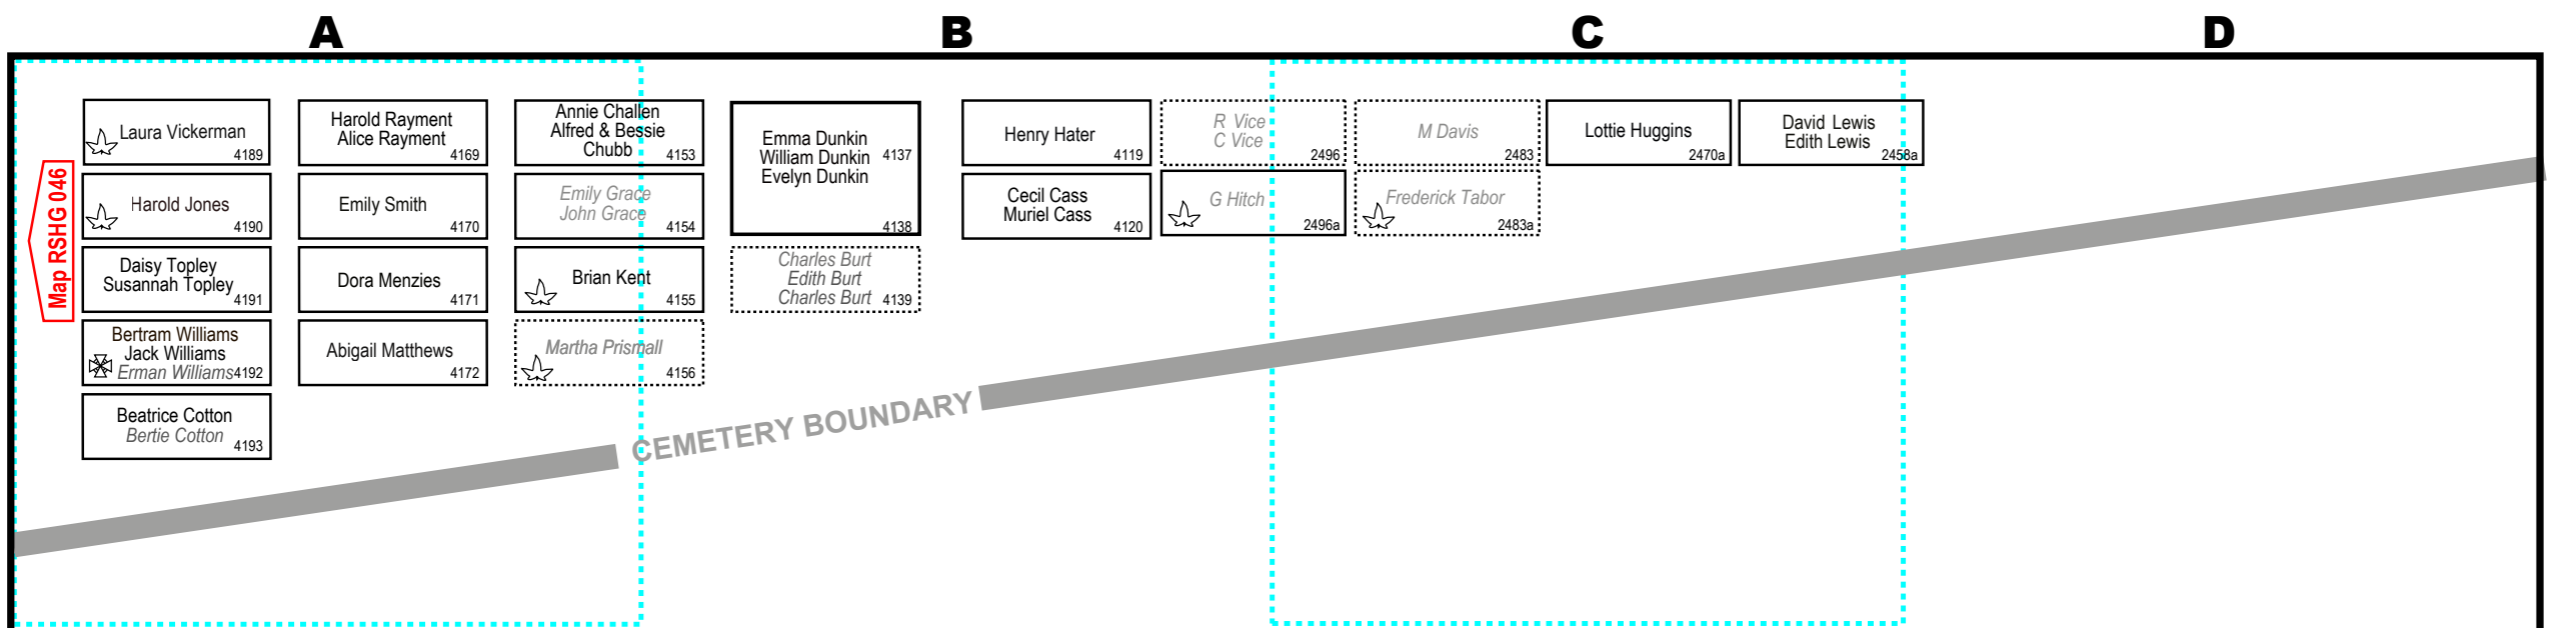 A
B
C
D
Map RSHG 046
Laura Vickerman
4189
Harold Jones
4190
Daisy Topley
Susannah Topley
4191
Bertram Williams
Jack Williams
Erman Williams 4192
Beatrice Cotton
Bertie Cotton
4193
Harold Rayment
Alice Rayment
4169
Emily Smith
4170
Dora Menzies
4171
Abigail Matthews
4172
Annie Challen
Alfred & Bessie
Chubb
4153
Emily Grace
John Grace
4154
Brian Kent
4155
Martha Prismall
4156
Emma Dunkin
William Dunkin 4137
Evelyn Dunkin
4138
Charles Burt
Edith Burt
Charles Burt 4139
Henry Hater
4119
Cecil Cass
Muriel Cass
4120
R Vice
C Vice
2496
G Hitch
2496a
M Davis
2483
Frederick Tabor
2483a
Lottie Huggins
2470a
David Lewis
Edith Lewis
2458a
CEMETERY BOUNDARY